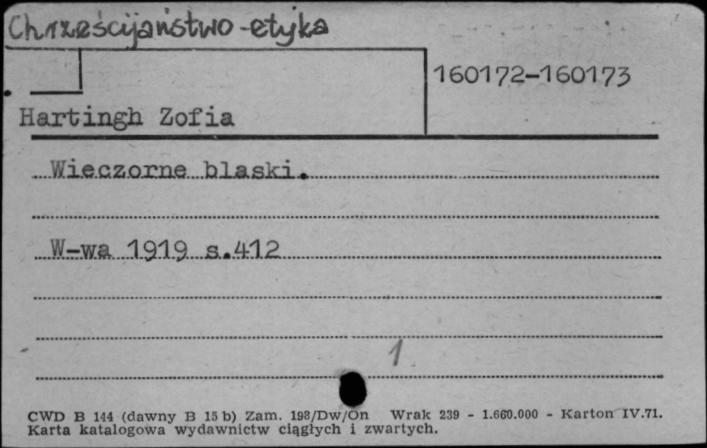 Chrześcijaństwo-etyka
160172-160173
Hartingh Zofia
Wieczorne blaski.
W-wa 1919 s.412
1
CWD B 144 (dawny B 15 b) Zam. 198/Dw/On Wrak 239 - 1.660.000 - Karton IV.71.
Karta katalogowa wydawnictw ciągłych i zwartych.